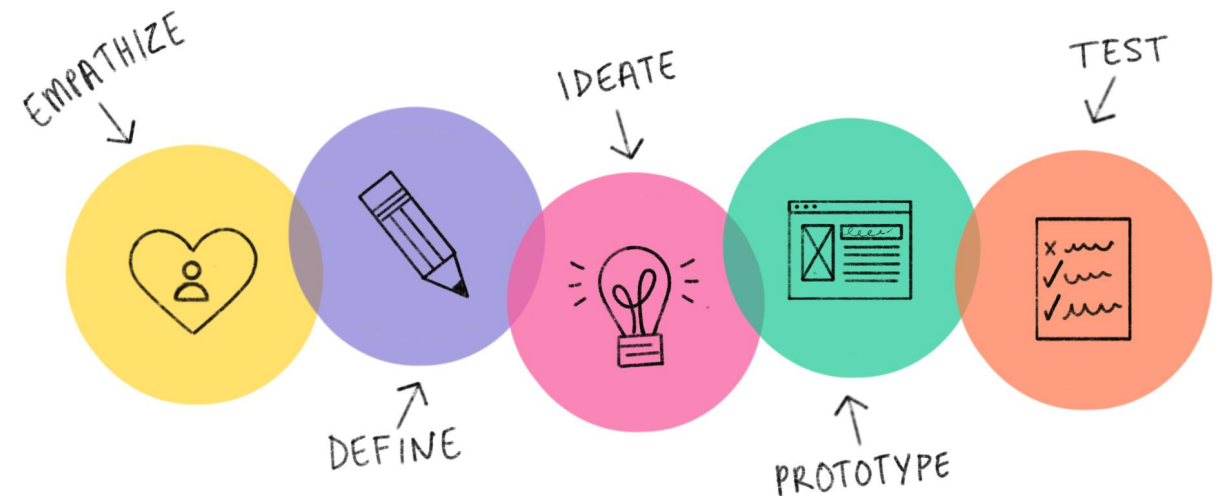 EMPATHIZE
DEFINE
IDEATE
PROTOTYPE
TEST